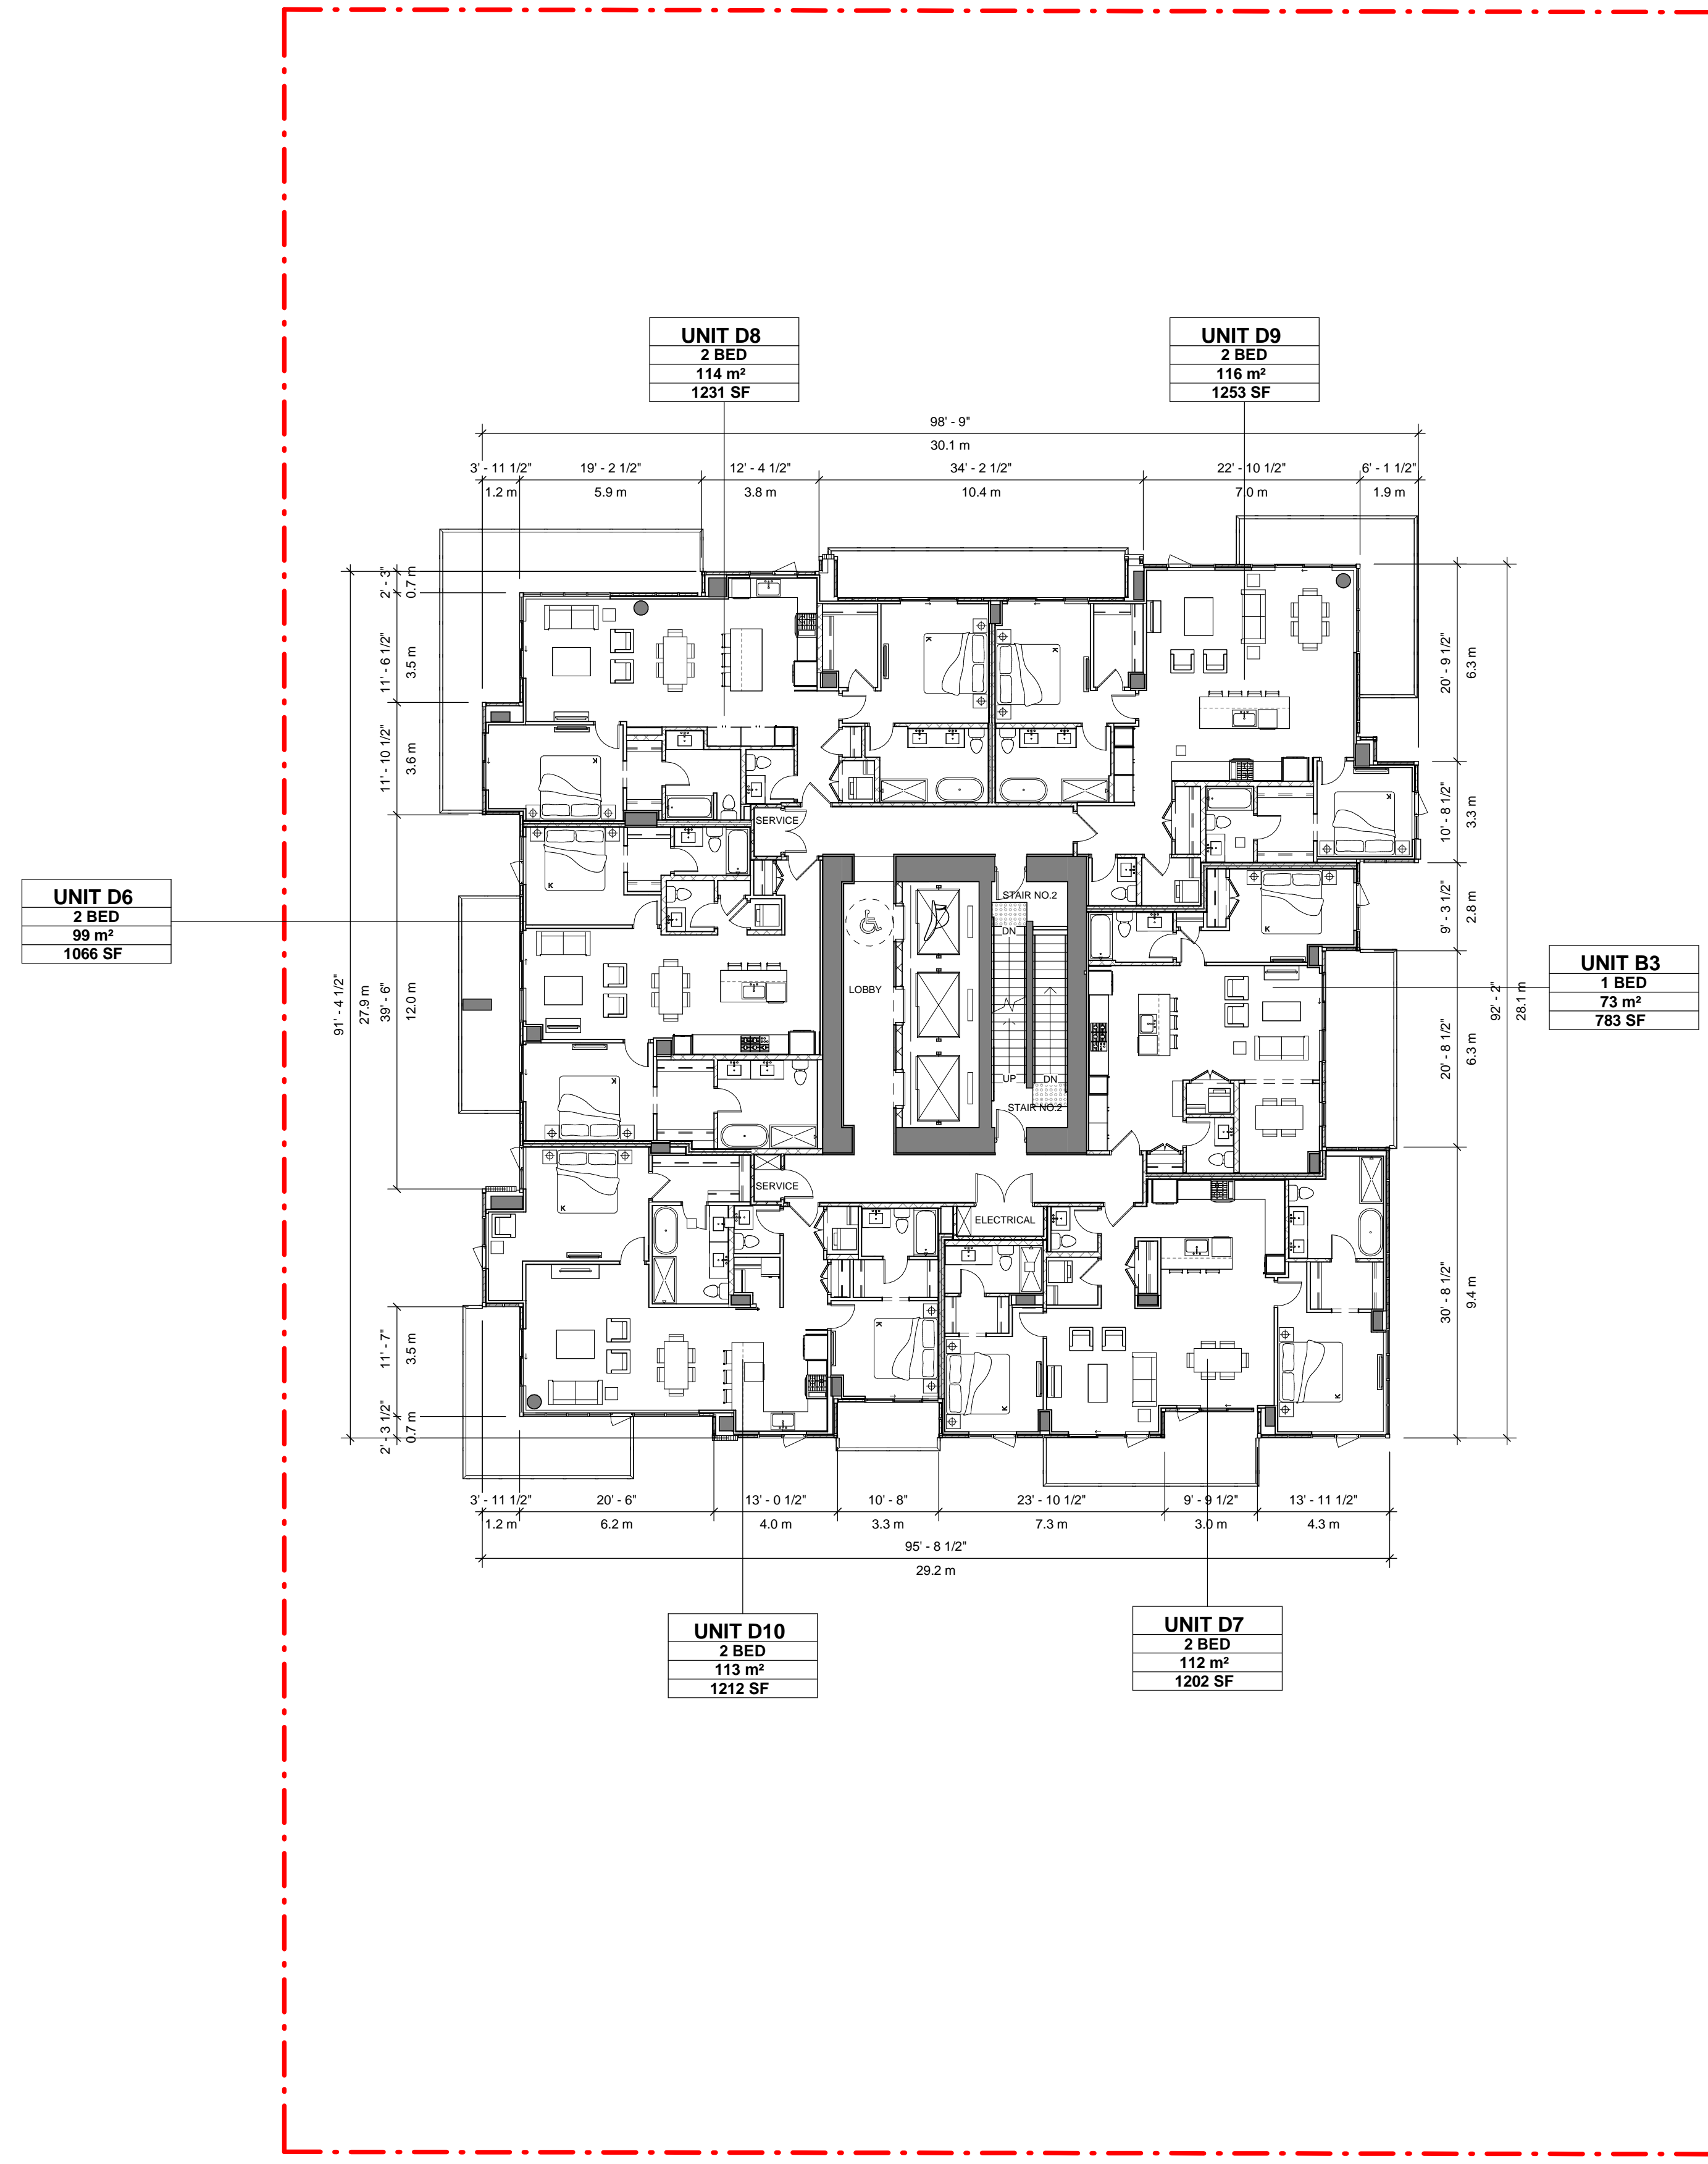 UNIT D8
2 BED
114 m²
1231 SF
UNIT D9
2 BED
116 m²
1253 SF
98' - 9"
30.1 m
3' - 11 1/2"
19' - 2 1/2"
12' - 4 1/2"
34' - 2 1/2"
22' - 10 1/2"
6' - 1 1/2"
1.2 m
5.9 m
3.8 m
10.4 m
7.0 m
1.9 m
2' - 3"
0.7 m
11' - 6 1/2"
3.5 m
11' - 10 1/2"
3.6 m
91' - 4 1/2"
27.9 m
39' - 6"
12.0 m
11' - 7"
3.5 m
2' - 3 1/2"
0.7 m
20' - 9 1/2"
6.3 m
10' - 8 1/2"
3.3 m
9' - 3 1/2"
2.8 m
92' - 2"
28.1 m
20' - 8 1/2"
6.3 m
30' - 8 1/2"
9.4 m
K
K
K
K
K
SERVICE
K
K
STAIR NO.2
DN
LOBBY
UP
DN
STAIR NO.2
K
SERVICE
K
ELECTRICAL
K
K
K
UNIT D6
2 BED
99 m²
1066 SF
UNIT B3
1 BED
73 m²
783 SF
3' - 11 1/2"
20' - 6"
13' - 0 1/2"
10' - 8"
23' - 10 1/2"
9' - 9 1/2"
13' - 11 1/2"
1.2 m
6.2 m
4.0 m
3.3 m
7.3 m
3.0 m
4.3 m
95' - 8 1/2"
29.2 m
UNIT D10
2 BED
113 m²
1212 SF
UNIT D7
2 BED
112 m²
1202 SF